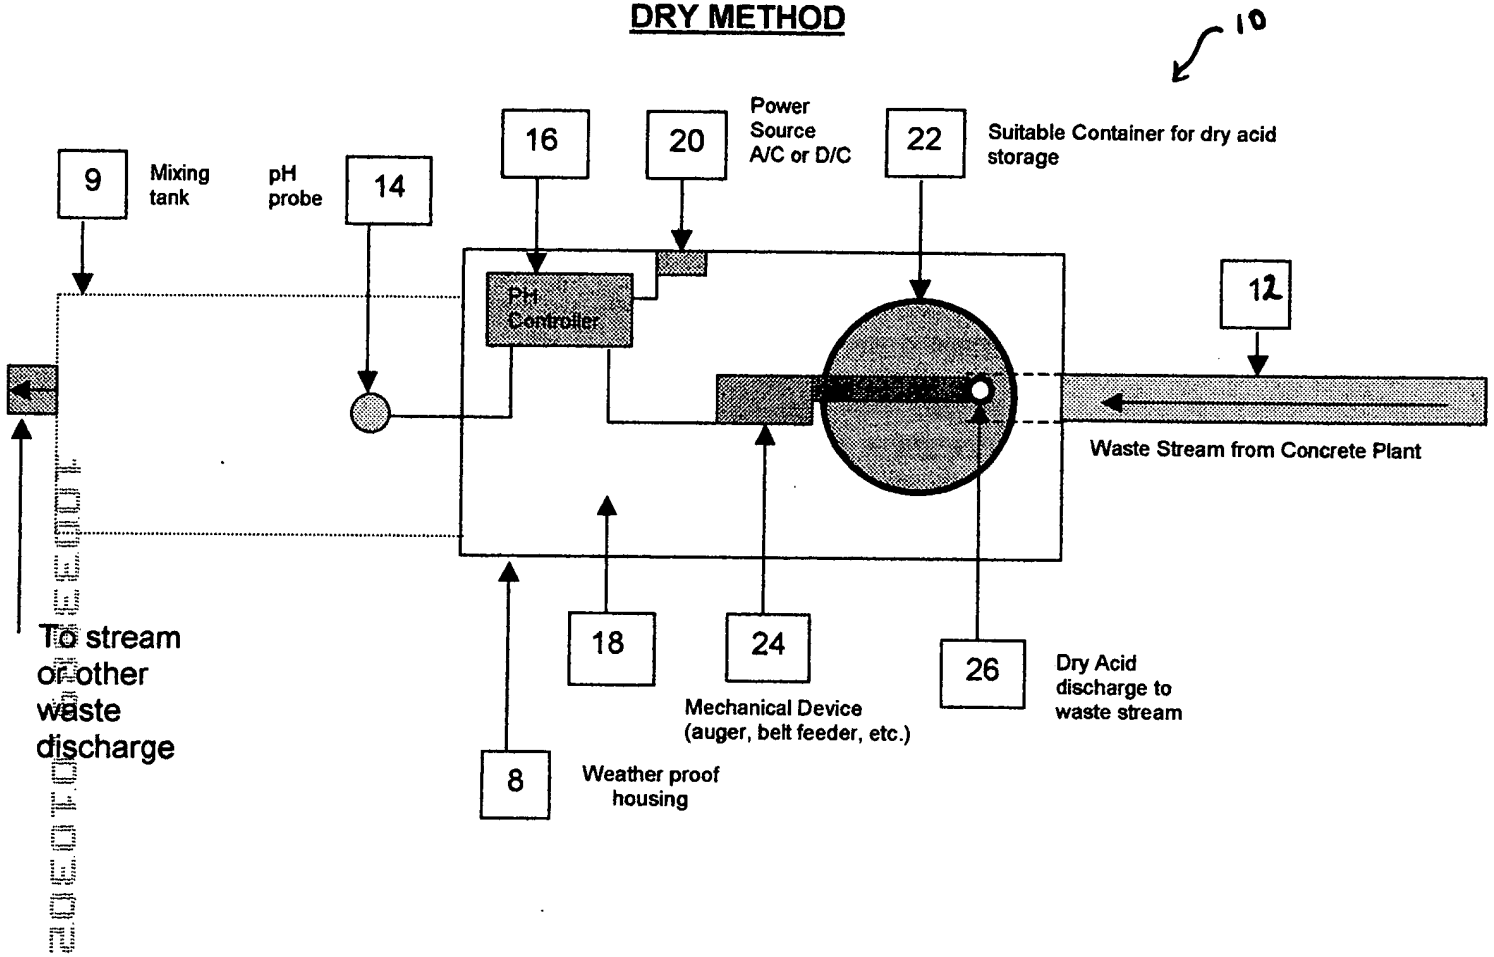 DRY METHOD
10
Power
Source
A/C or D/C
16
20
22
Suitable Container for dry acid
storage
9
Mixing
tank
pH
probe
14
12
PH
Controller
Waste Stream from Concrete Plant
To stream
or other
waste
discharge
18
24
26
Dry Acid
discharge to
waste stream
Mechanical Device
(auger, belt feeder, etc.)
8
Weather proof
housing